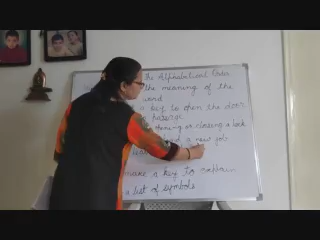 The Alphabetical Order
the meaning of the
word
a key to open the door
passage
opening or closing a lock
a new job
make a key to explain
a list of symbols